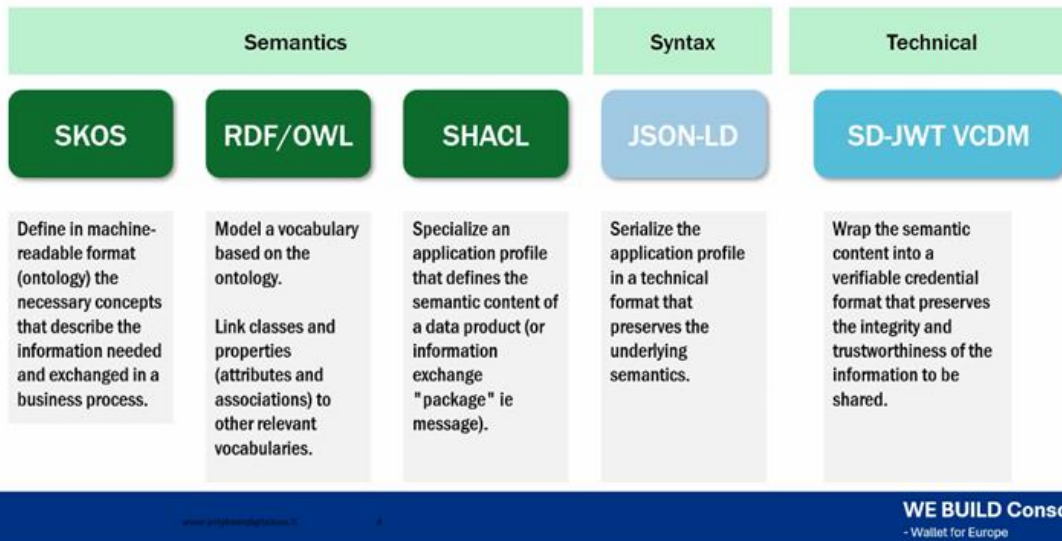 Semantics
Syntax
Technical
SKOS
RDF/OWL
SHACL
JSON-LD
SD-JWT VCDM
Define in machine-
readable format
(ontology) the
necessary concepts
that describe the
information needed
and exchanged in a
business process.
Model a vocabulary
based on the
ontology.
Link classes and
properties
(attributes and
associations) to
other relevant
vocabularies.
Specialize an
application profile
that defines the
semantic content of
a data product (or
information
exchange
"package" ie
message).
Serialize the
application profile
in a technical
format that
preserves the
underlying
semantics.
Wrap the semantic
content into a
verifiable credential
format that preserves
the integrity and
trustworthiness of the
information to be
shared.
WE BUILD Conso
- Wallet for Europe